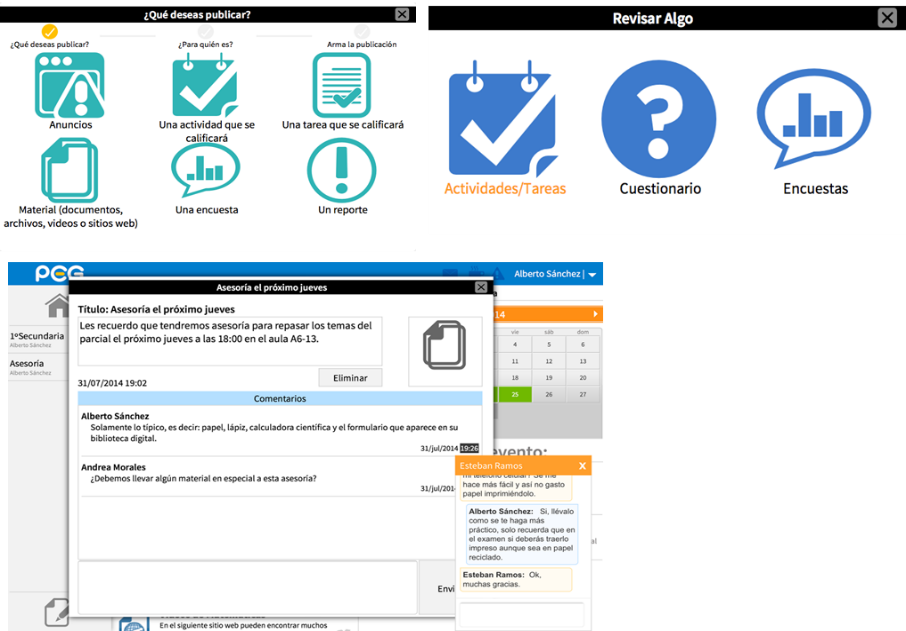 ¿Qué deseas publicar?
¿Qué deseas publicar?
¿Para quién es?
Arma la publicación
Anuncios
Una actividad que se
calificará
Una tarea que se calificará
Material (documentos,
archivos, videos o sitios web)
Una encuesta
Un reporte
Revisar Algo
Actividades/Tareas
Cuestionario
Encuestas
Alberto Sánchez |
Asesoría el próximo jueves
Título: Asesoría el próximo jueves
Les recuerdo que tendremos asesoría para repasar los temas del
parcial el próximo jueves a las 18:00 en el aula A6-13.
31/07/2014 19:02
Eliminar
Comentarios
Alberto Sánchez
Solamente lo típico, es decir: papel, lápiz, calculadora científica y el formulario que aparece en su
biblioteca digital.
31/jul/2014 19:26
Andrea Morales
¿Debemos llevar algún material en especial a esta asesoría?
31/jul/201
Envi
1ºSecundaria
Alberto Sánchez
Asesoría
Alberto Sánchez
14
vie sáb dom
4 5 6
11 12 13
18 19 20
25 26 27
evento:
Esteban Ramos X
hace más fácil y así no gasto
papel imprimiéndolo.
Alberto Sánchez: Si, llévalo
como se te haga más
práctico, solo recuerda que en
el examen si deberás traerlo
impreso aunque sea en papel
reciclado.
Esteban Ramos: Ok,
muchas gracias.
al
En el siguiente sitio web pueden encontrar muchos